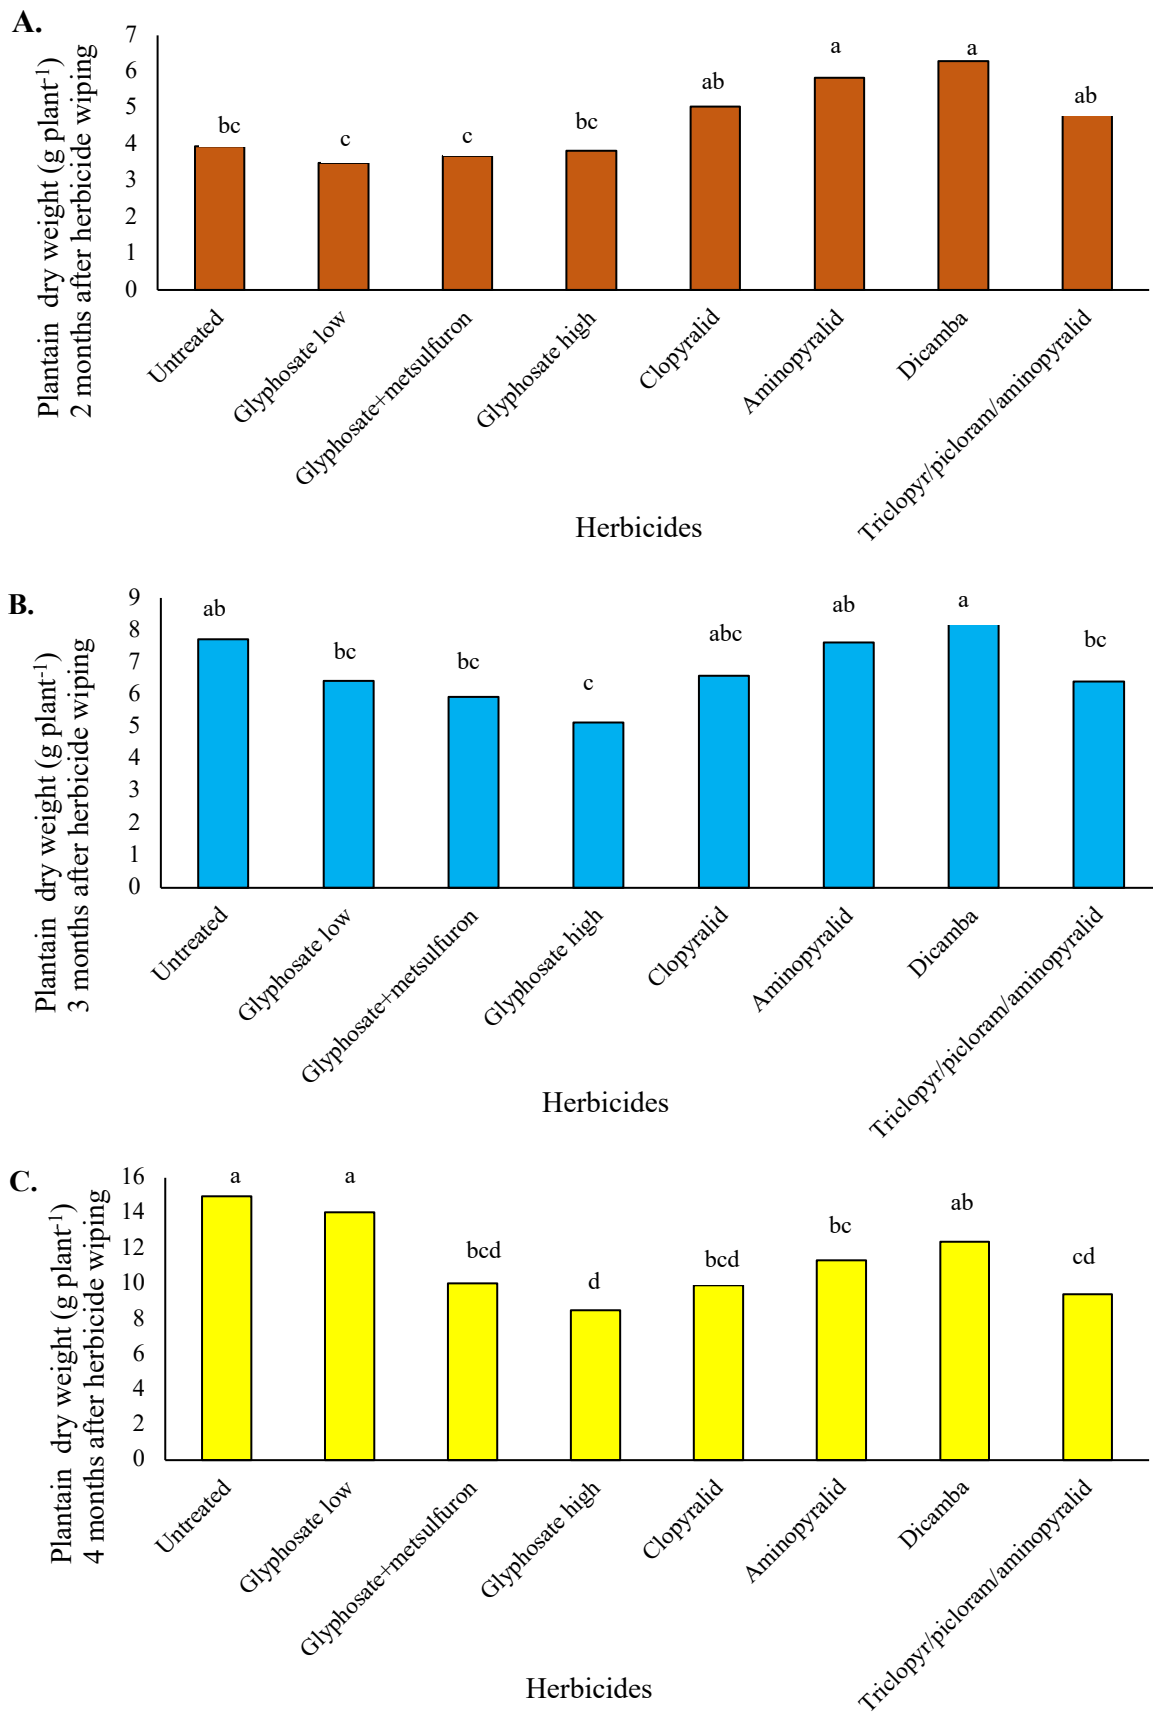 A.
Plantain dry weight (g plant⁻¹)
2 months after herbicide wiping
7
6
5
4
3
2
1
0
bc
c
c
bc
ab
a
a
ab
Untreated
Glyphosate low
Glyphosate+metsulfuron
Glyphosate high
Clopyralid
Aminopyralid
Dicamba
Triclopyr/picloram/aminopyralid
Herbicides
B.
Plantain dry weight (g plant⁻¹)
3 months after herbicide wiping
9
8
7
6
5
4
3
2
1
0
ab
bc
bc
c
abc
ab
a
bc
Untreated
Glyphosate low
Glyphosate+metsulfuron
Glyphosate high
Clopyralid
Aminopyralid
Dicamba
Triclopyr/picloram/aminopyralid
Herbicides
C.
Plantain dry weight (g plant⁻¹)
4 months after herbicide wiping
16
14
12
10
8
6
4
2
0
a
a
bcd
d
bcd
bc
ab
cd
Untreated
Glyphosate low
Glyphosate+metsulfuron
Glyphosate high
Clopyralid
Aminopyralid
Dicamba
Triclopyr/picloram/aminopyralid
Herbicides